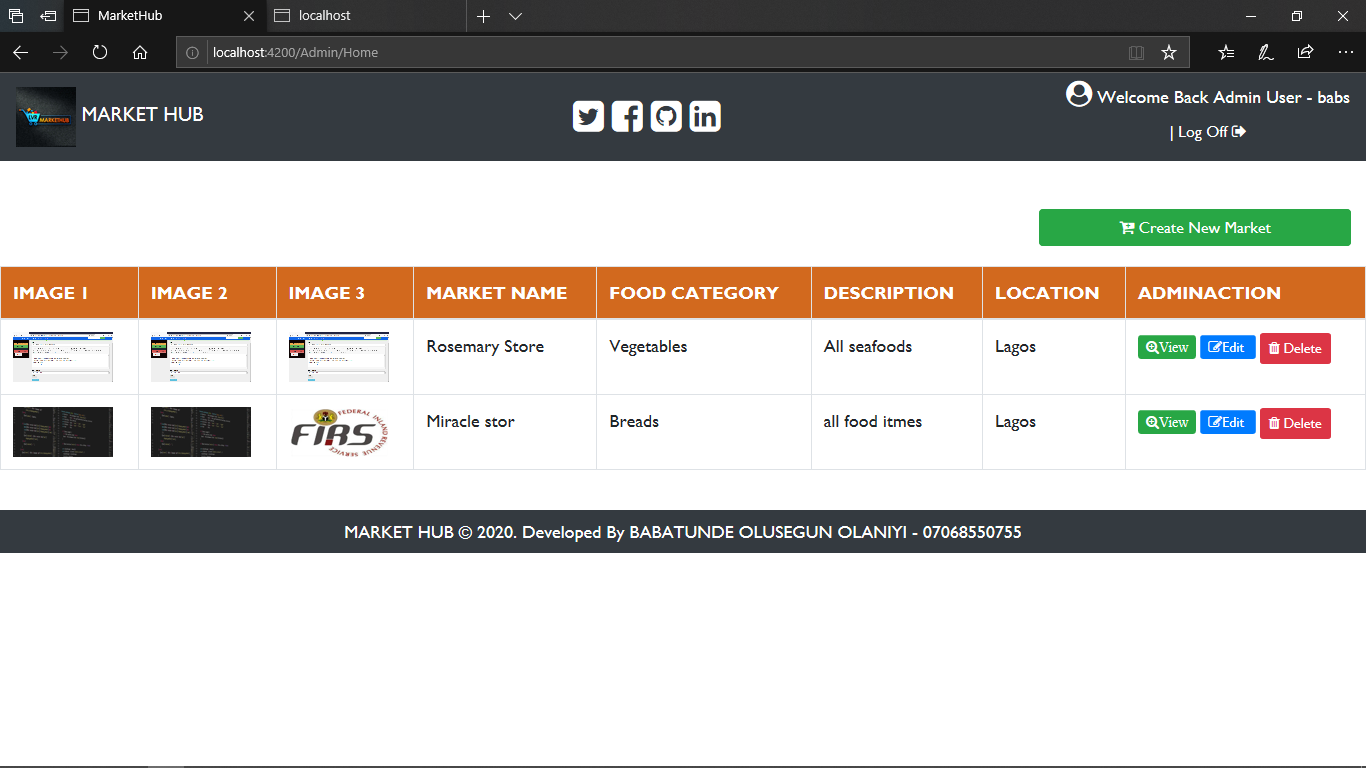 MarketHub
localhost
localhost:4200/Admin/Home
MARKETHUB
MARKET HUB
Welcome Back Admin User - babs
| Log Off
Create New Market
IMAGE 1 IMAGE 2 IMAGE 3 MARKET NAME FOOD CATEGORY DESCRIPTION LOCATION ADMINACTION
Rosemary Store Vegetables All seafoods Lagos View Edit Delete
FEDERAL INLAND REVENUE SERVICE
FIRS
Miracle stor Breads all food itmes Lagos View Edit Delete
MARKET HUB © 2020. Developed By BABATUNDE OLUSEGUN OLANIYI - 07068550755